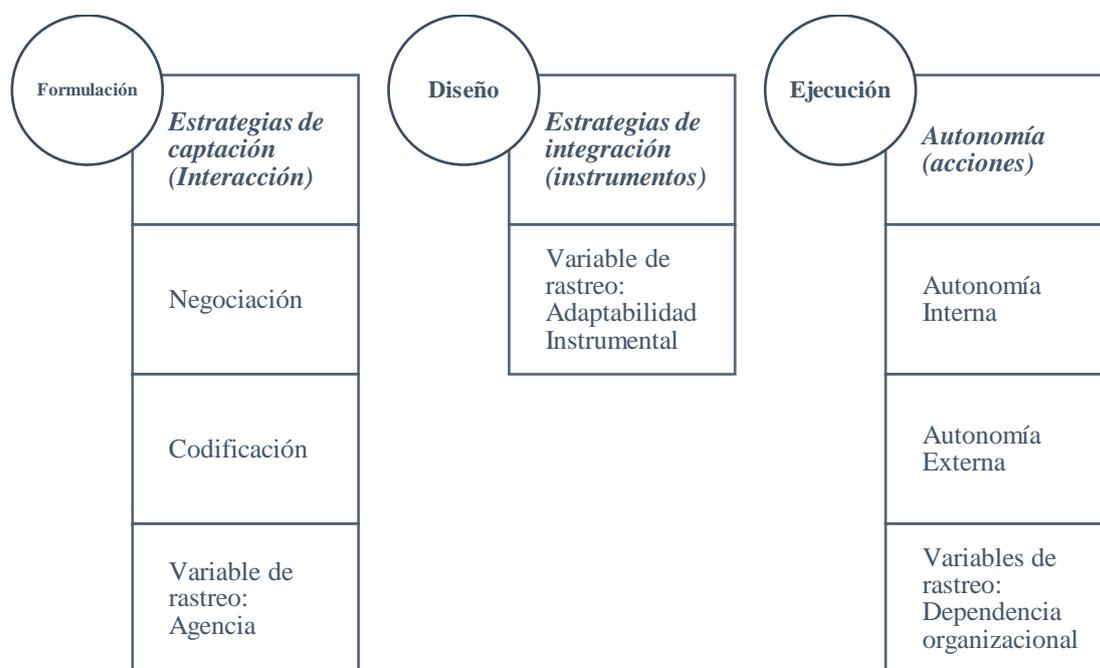 Formulación
Estrategias de
captación
(Interacción)
Negociación
Codificación
Variable de
rastreo:
Agencia
Diseño
Estrategias de
integración
(instrumentos)
Variable de
rastreo:
Adaptabilidad
Instrumental
Ejecución
Autonomía
(acciones)
Autonomía
Interna
Autonomía
Externa
Variables de
rastreo:
Dependencia
organizacional